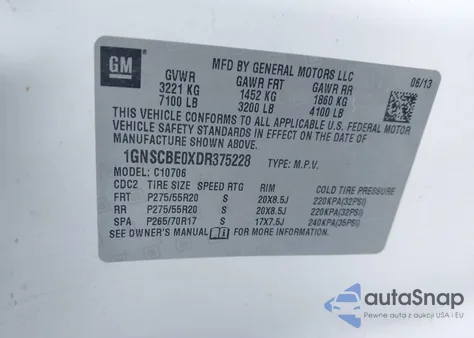 GM
MFD BY GENERAL MOTORS LLC
06/13
GVWR GAWR FRT GAWR RR
3221 KG 1452 KG 1860 KG
7100 LB 3200 LB 4100 LB
THIS VEHICLE CONFORMS TO ALL APPLICABLE U.S. FEDERAL MOTOR
VEHICLE SAFETY STANDARDS IN EFFECT ON THE DATE OF
MANUFACTURE SHOWN ABOVE.
1GNSCBE0XDR375228 TYPE: M.P.V.
MODEL: C10706
CDC2 TIRE SIZE SPEED RTG RIM COLD TIRE PRESSURE
FRT P275/55R20 S 20X8.5J 220KPA(32PSI)
RR P275/55R20 S 20X8.5J 220KPA(32PSI)
SPA P265/70R17 S 17X7.5J 240KPA(35PSI)
SEE OWNER'S MANUAL FOR MORE INFORMATION
autoSnap
Pewne auta z USA i EU